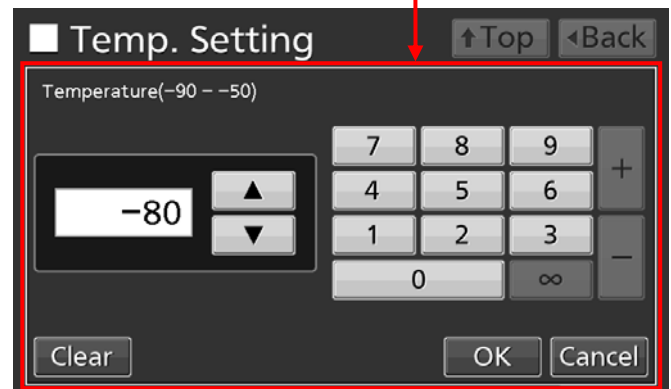 Temp. Setting ↑Top ◂Back
Temperature(−90 − −50)
7 8 9 +
−80 ▲ 4 5 6
▼ 1 2 3 −
0 ∞
Clear OK Cancel